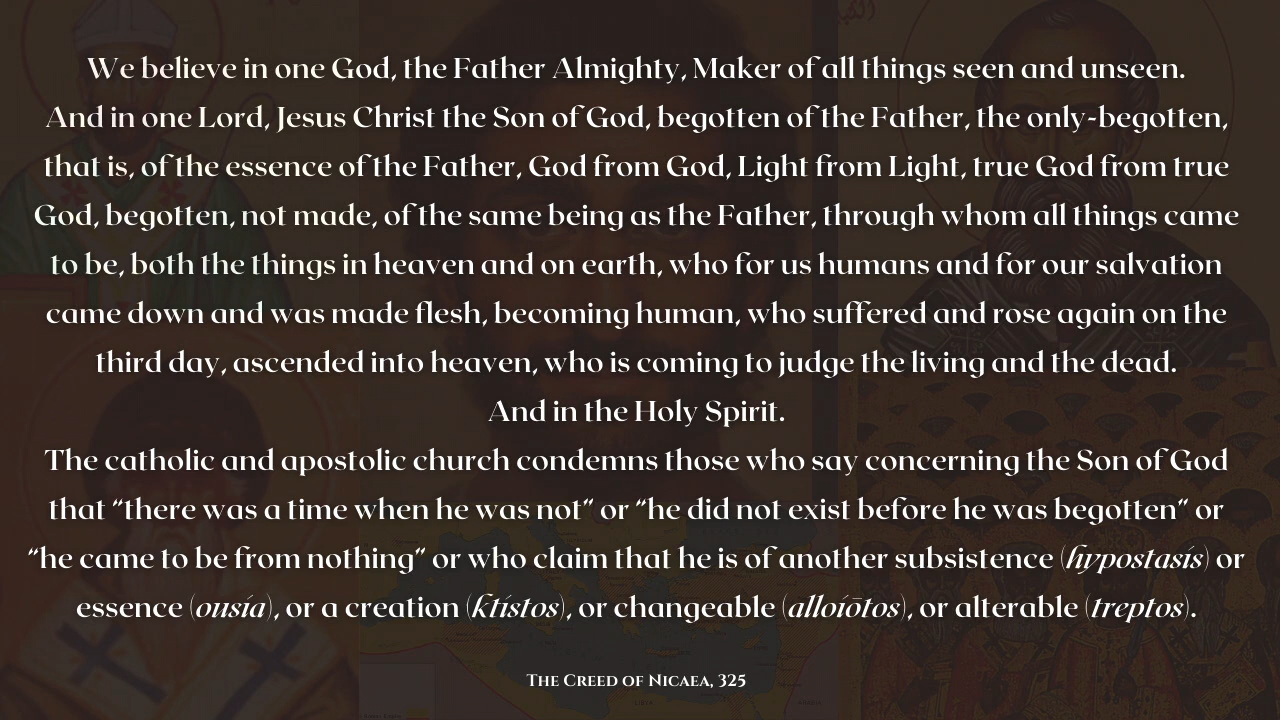 We believe in one God, the Father Almighty, Maker of all things seen and unseen.
And in one Lord, Jesus Christ the Son of God, begotten of the Father, the only-begotten,
that is, of the essence of the Father, God from God, Light from Light, true God from true
God, begotten, not made, of the same being as the Father, through whom all things came
to be, both the things in heaven and on earth, who for us humans and for our salvation
came down and was made flesh, becoming human, who suffered and rose again on the
third day, ascended into heaven, who is coming to judge the living and the dead.
And in the Holy Spirit.
The catholic and apostolic church condemns those who say concerning the Son of God
that "there was a time when he was not" or "he did not exist before he was begotten" or
"he came to be from nothing" or who claim that he is of another subsistence (hypostasis) or
essence (ousia), or a creation (ktistos), or changeable (alloiōtos), or alterable (treptos).
The Creed of Nicaea, 325